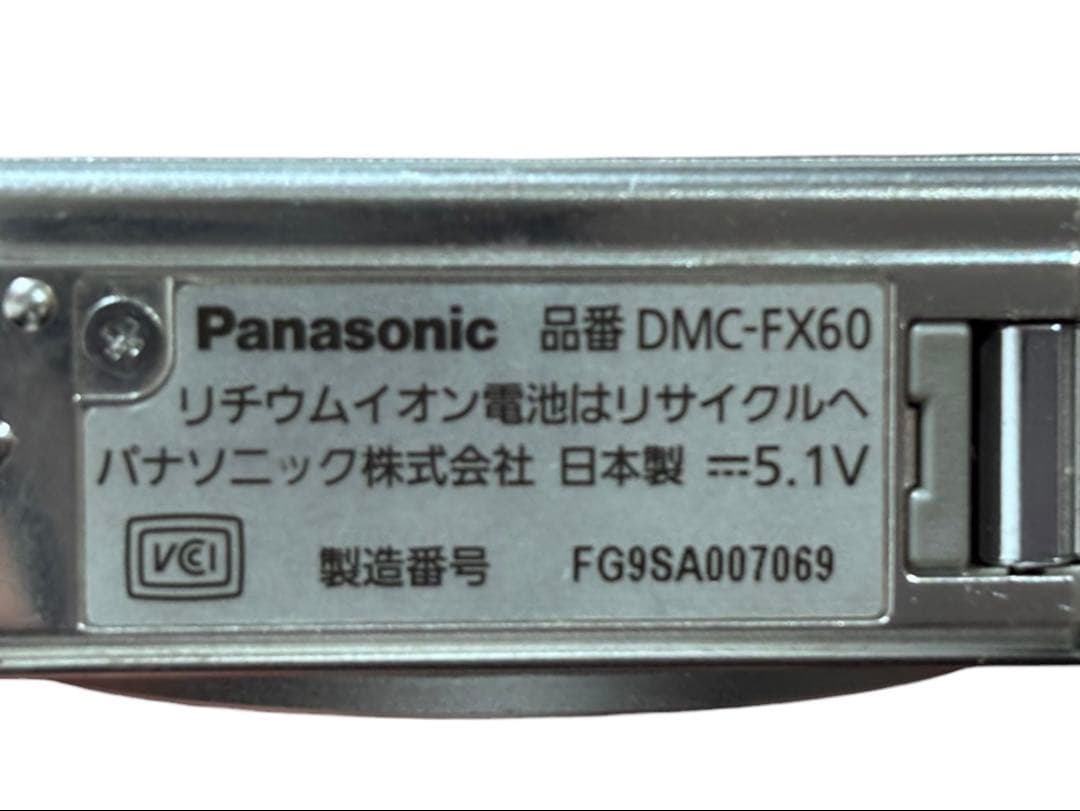 Panasonic 品番 DMC-FX60
リチウムイオン電池はリサイクルへ
パナソニック株式会社 日本製 ⎓5.1V
VCI 製造番号 FG9SA007069